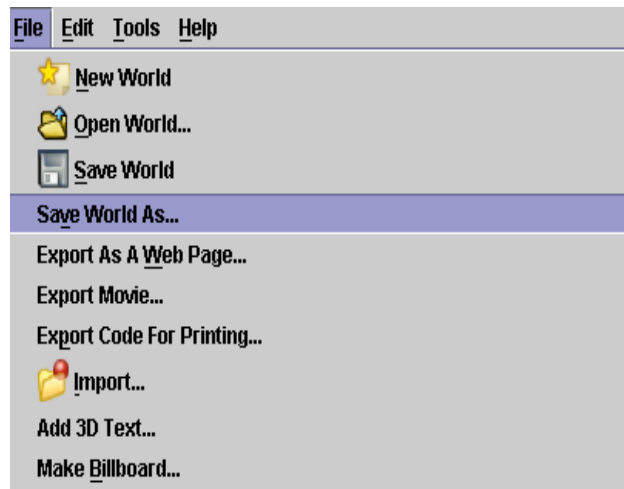 File Edit Tools Help
New World
Open World...
Save World
Save World As...
Export As A Web Page...
Export Movie...
Export Code For Printing...
Import...
Add 3D Text...
Make Billboard...